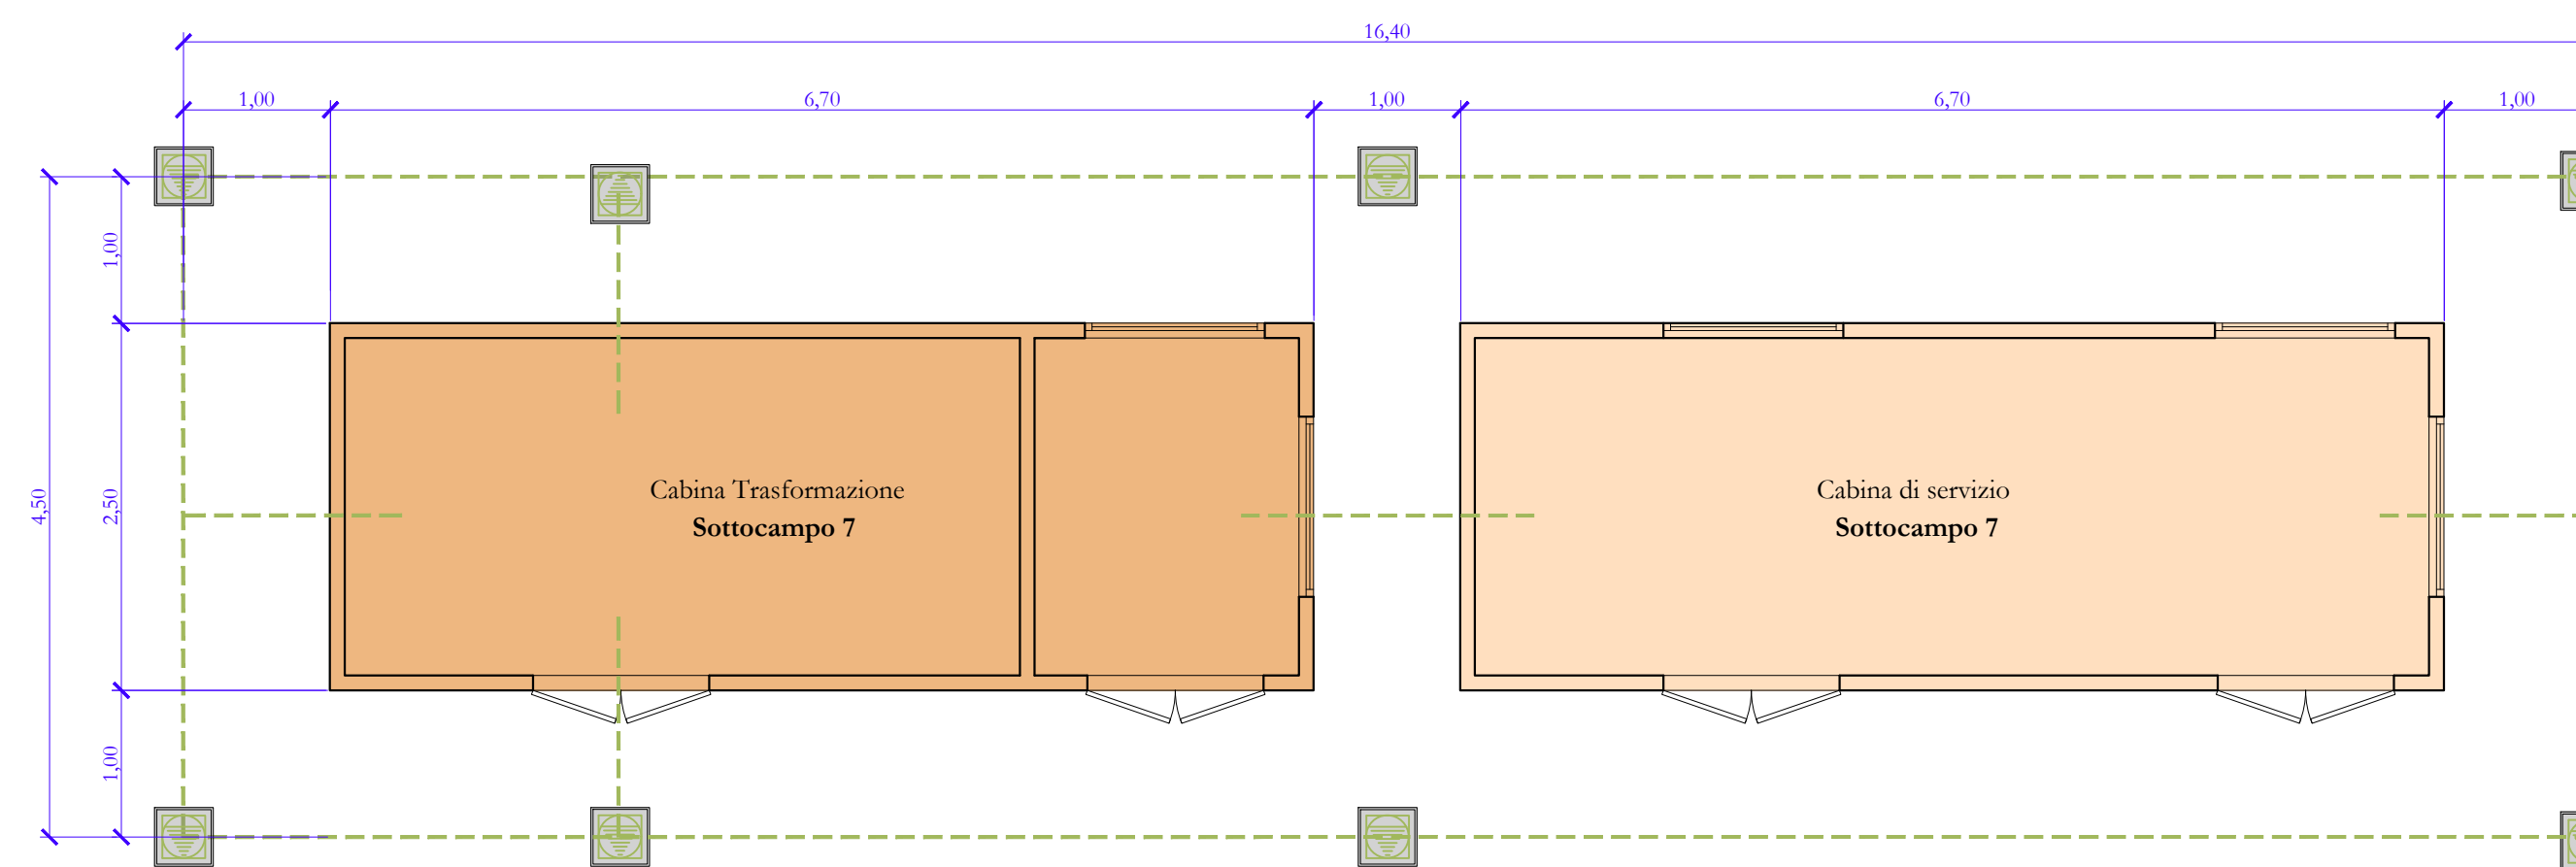 16,40
1,00
6,70
1,00
6,70
1,00
1,00
4,50
2,50
1,00
Cabina Trasformazione
Sottocampo 7
Cabina di servizio
Sottocampo 7